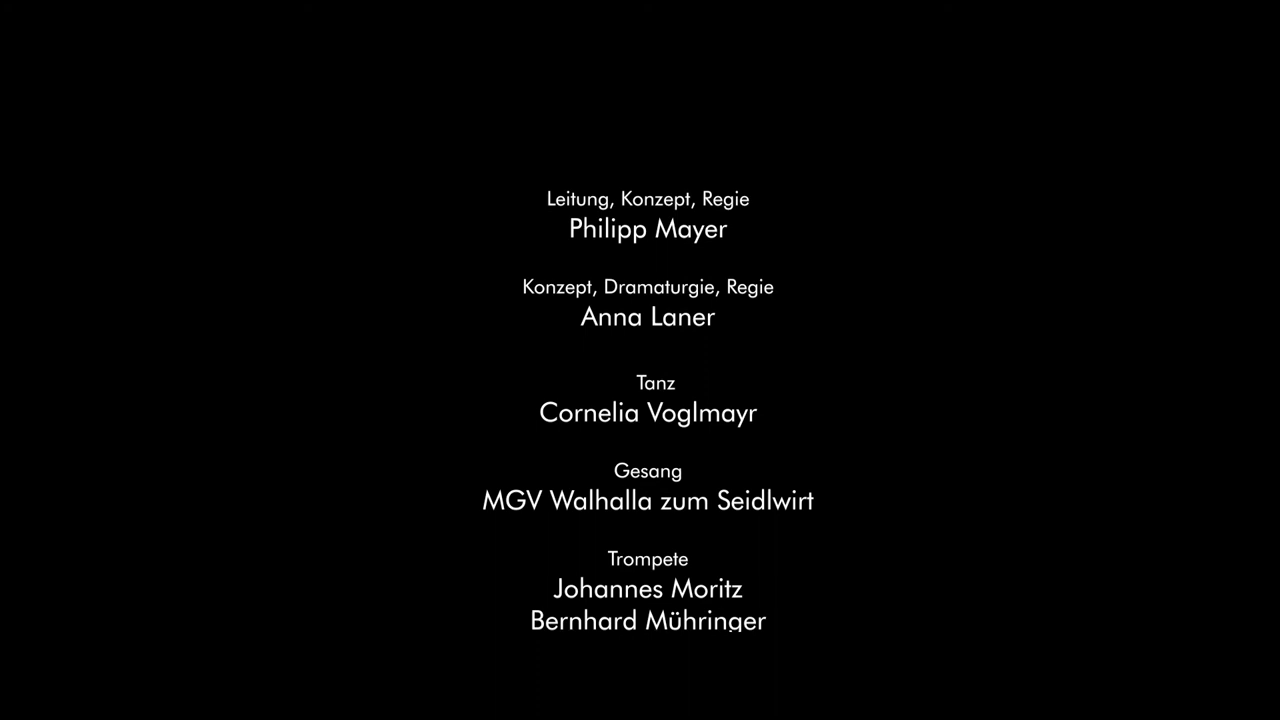 Leitung, Konzept, Regie
Philipp Mayer
Konzept, Dramaturgie, Regie
Anna Laner
Tanz
Cornelia Voglmayr
Gesang
MGV Walhalla zum Seidlwirt
Trompete
Johannes Moritz
Bernhard Mühringer